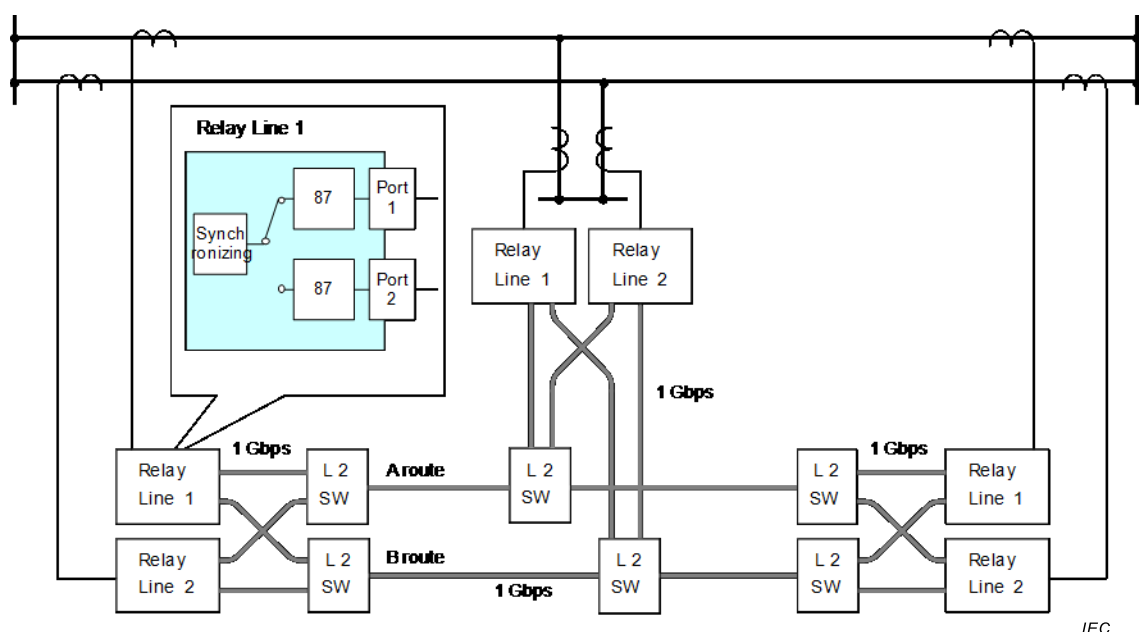 Relay Line 1
Synch
ronizing
87
Port
1
87
Port
2
Relay
Line 1
Relay
Line 2
1 Gbps
1 Gbps
A route
1 Gbps
Relay
Line 1
L 2
SW
L 2
SW
L 2
SW
Relay
Line 1
Relay
Line 2
L 2
SW
B route
1 Gbps
L 2
SW
L 2
SW
Relay
Line 2
IEC